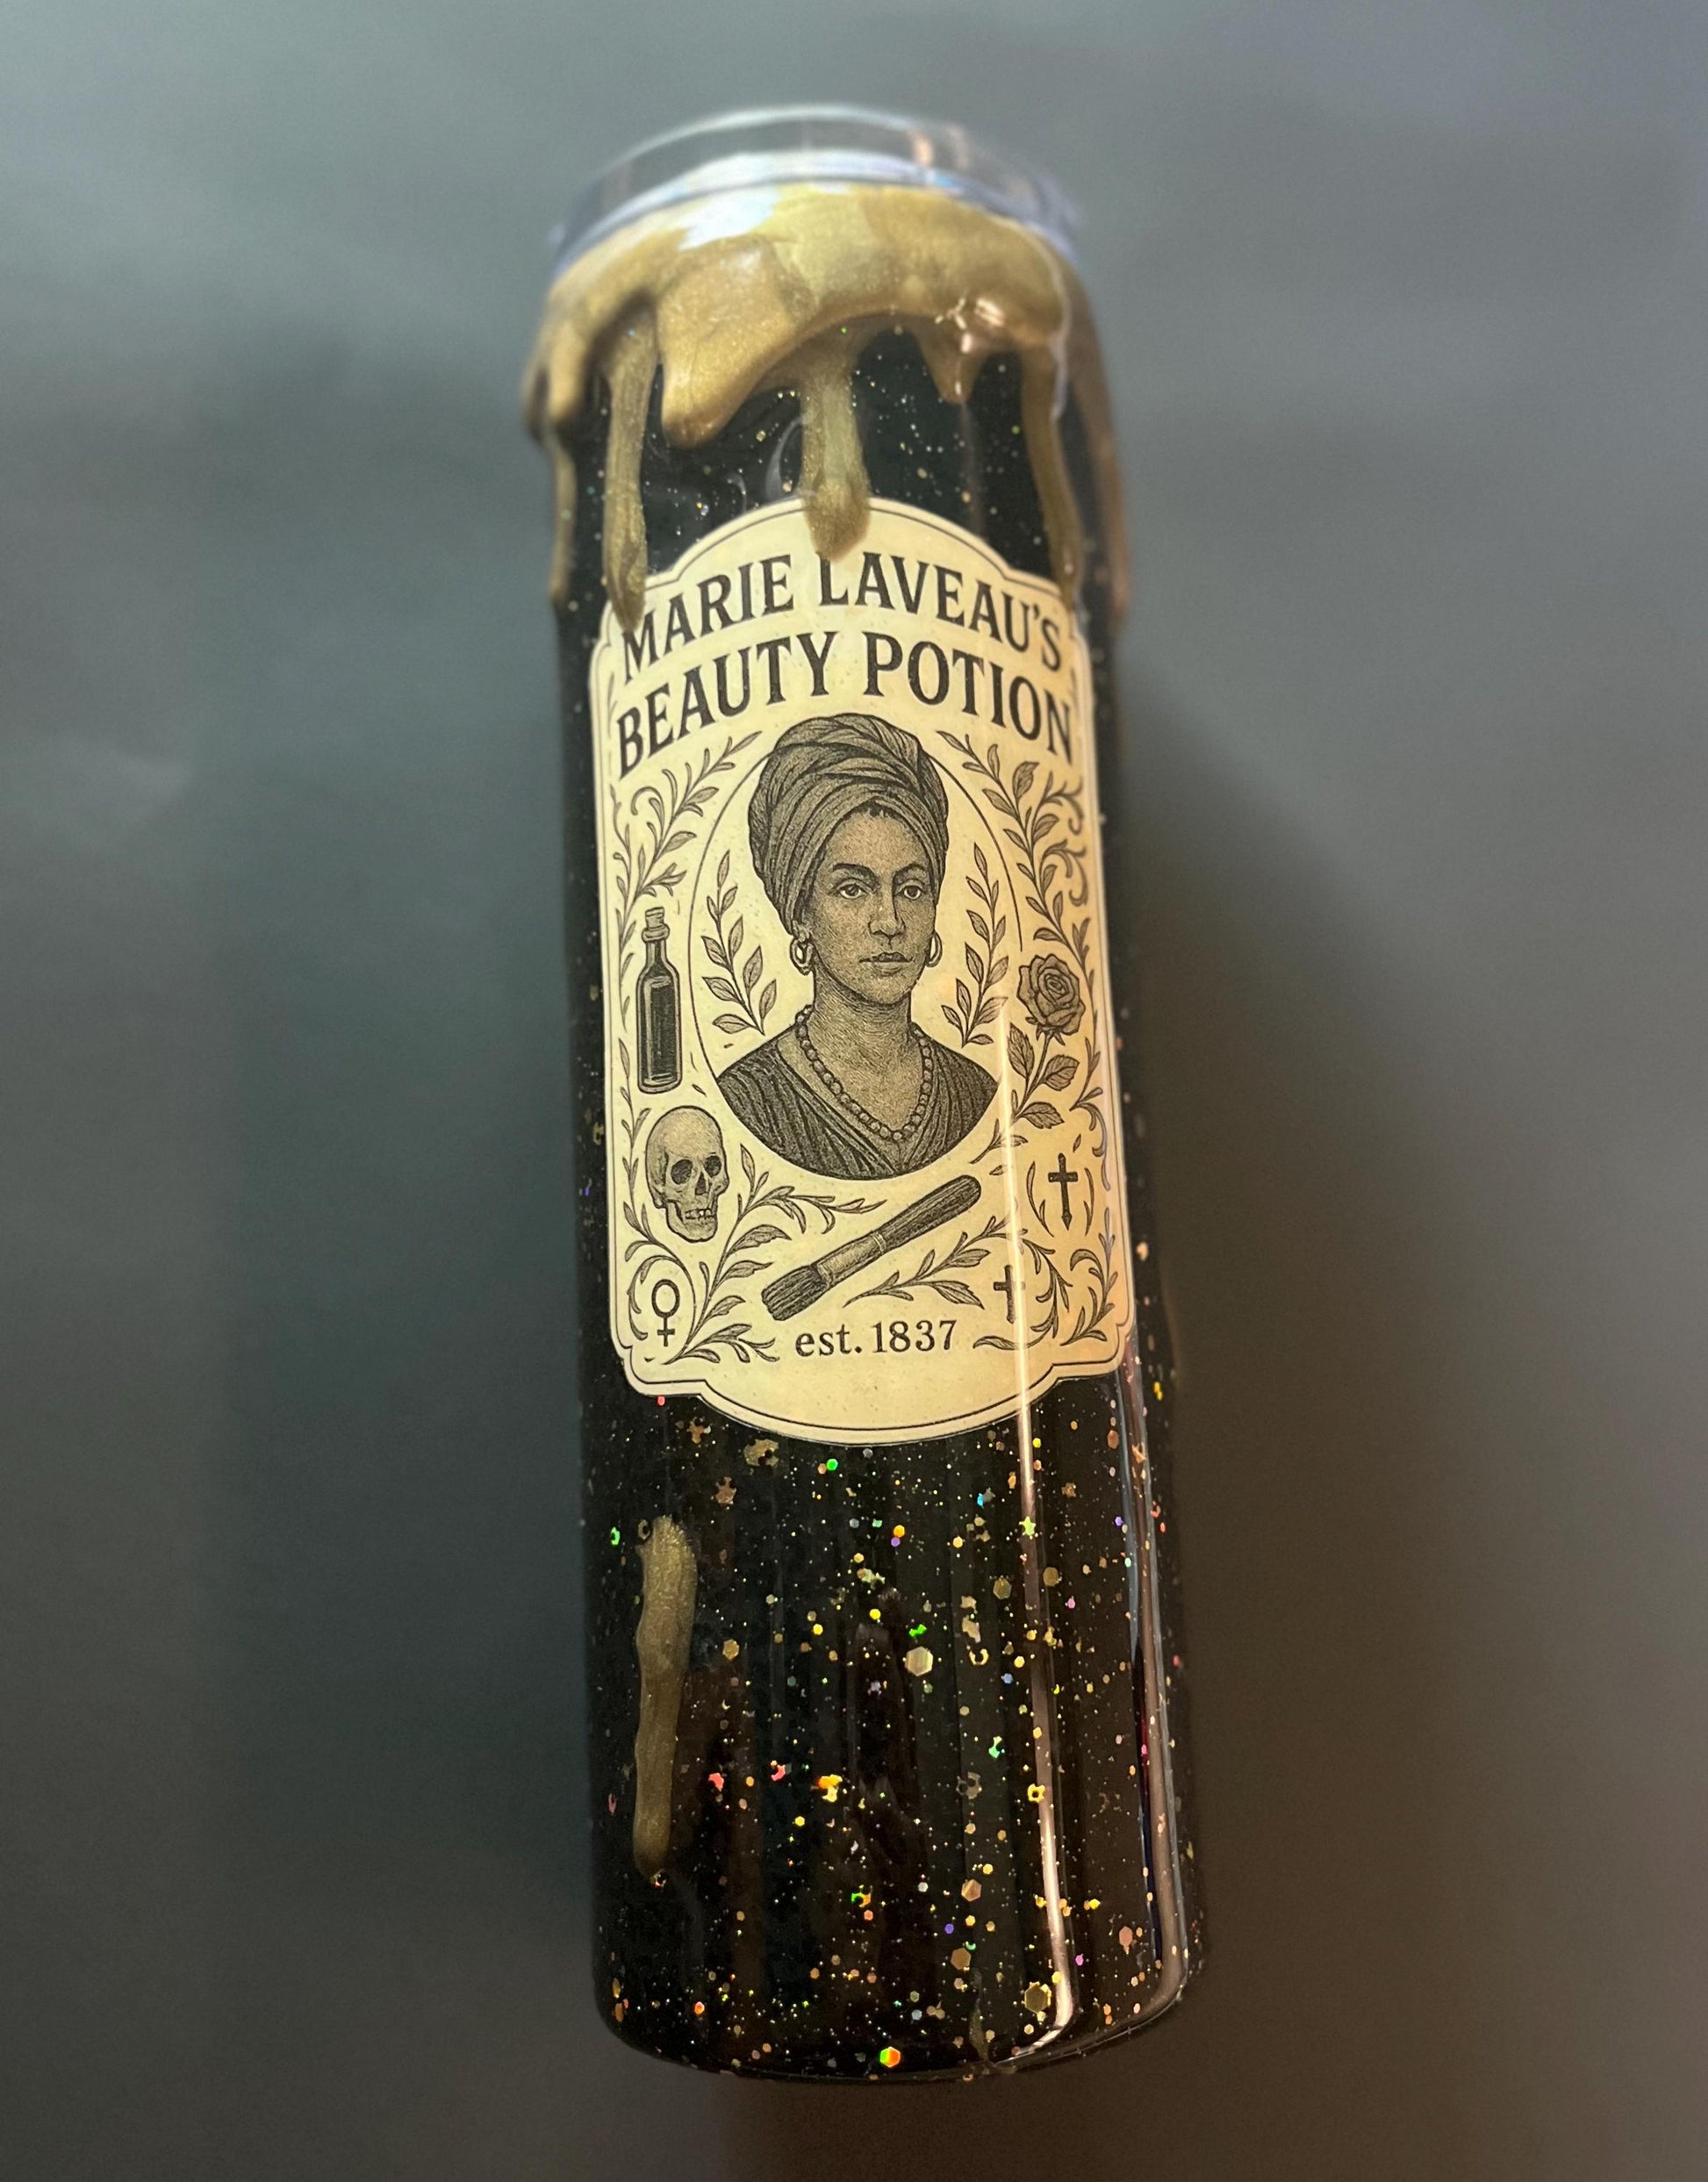 MARIE LAVEAU'S
BEAUTY POTION
est. 1837